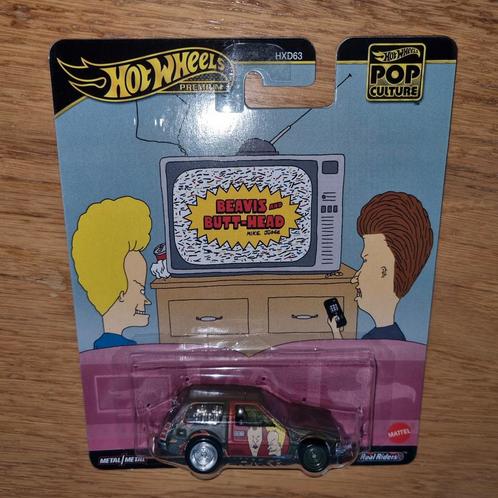 HOT WHEELS
PREMIUM
HXD63
HOT WHEELS
POP
CULTURE
BEAVIS AND
BUTT-HEAD
MIKE JUDGE
METAL/METAL
MATTEL
Real Riders